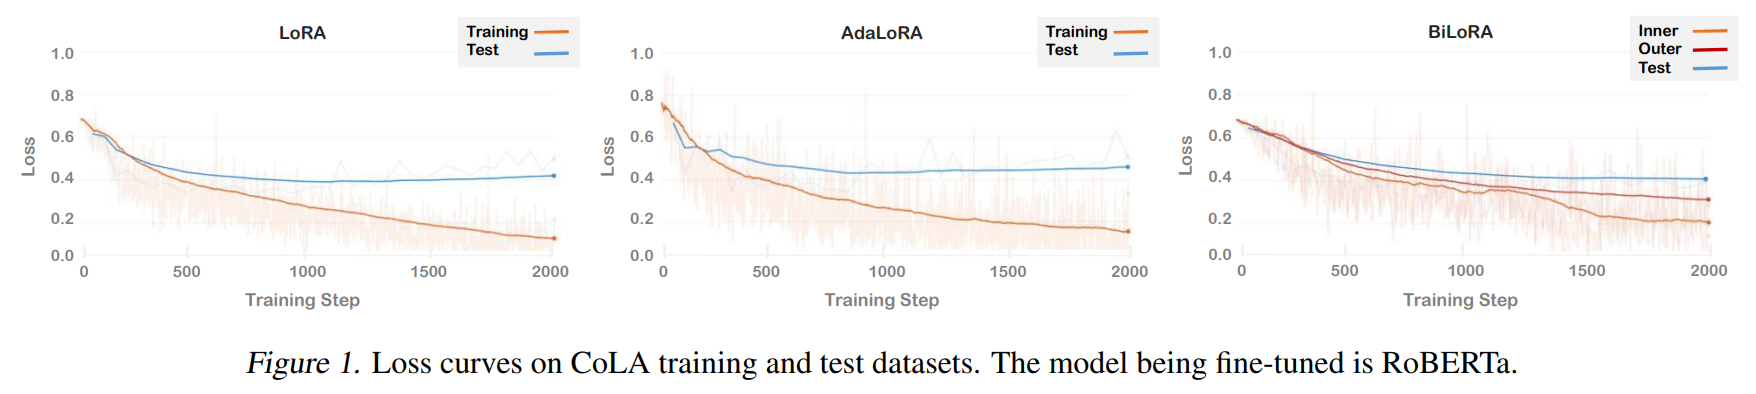 LoRA
Training
Test
1.0
0.8
0.6
0.4
0.2
0.0
Loss
0 500 1000 1500 2000
Training Step
AdaLoRA
Training
Test
1.0
0.8
0.6
0.4
0.2
0.0
Loss
0 500 1000 1500 2000
Training Step
BiLoRA
Inner
Outer
Test
1.0
0.8
0.6
0.4
0.2
0.0
Loss
0 500 1000 1500 2000
Training Step
Figure 1. Loss curves on CoLA training and test datasets. The model being fine-tuned is RoBERTa.